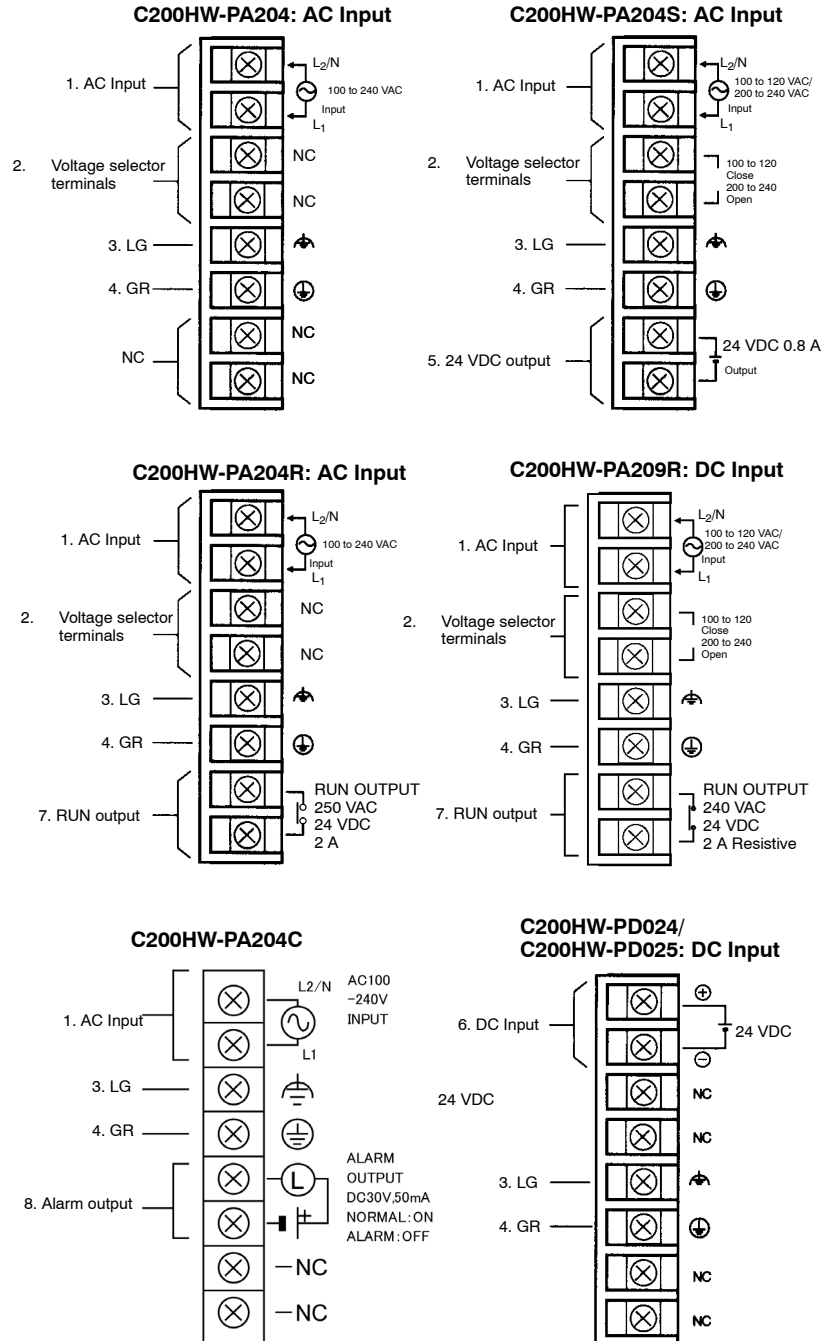 C200HW-PA204: AC Input
1. AC Input
L2/N
100 to 240 VAC
Input
L1
2. Voltage selector
terminals
NC
NC
3. LG
4. GR
NC
NC
NC
C200HW-PA204S: AC Input
1. AC Input
L2/N
100 to 120 VAC/
200 to 240 VAC
Input
L1
2. Voltage selector
terminals
100 to 120
Close
200 to 240
Open
3. LG
4. GR
5. 24 VDC output
24 VDC 0.8 A
Output
C200HW-PA204R: AC Input
1. AC Input
L2/N
100 to 240 VAC
Input
L1
2. Voltage selector
terminals
NC
NC
3. LG
4. GR
7. RUN output
RUN OUTPUT
250 VAC
24 VDC
2 A
C200HW-PA209R: DC Input
1. AC Input
L2/N
100 to 120 VAC/
200 to 240 VAC
Input
L1
2. Voltage selector
terminals
100 to 120
Close
200 to 240
Open
3. LG
4. GR
7. RUN output
RUN OUTPUT
240 VAC
24 VDC
2 A Resistive
C200HW-PA204C
1. AC Input
L2/N
AC100
-240V
INPUT
L1
3. LG
4. GR
8. Alarm output
L
ALARM
OUTPUT
DC30V,50mA
NORMAL:ON
ALARM:OFF
NC
NC
C200HW-PD024/
C200HW-PD025: DC Input
6. DC Input
+
24 VDC
−
24 VDC
NC
NC
3. LG
4. GR
NC
NC